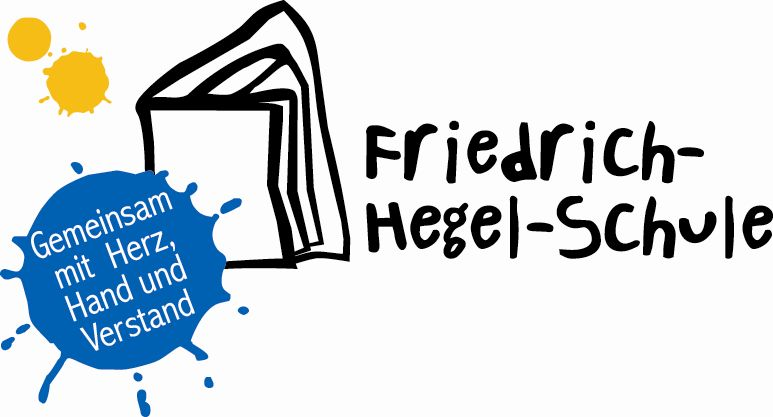 Friedrich-
Hegel-Schule
Gemeinsam
mit Herz,
Hand und
Verstand